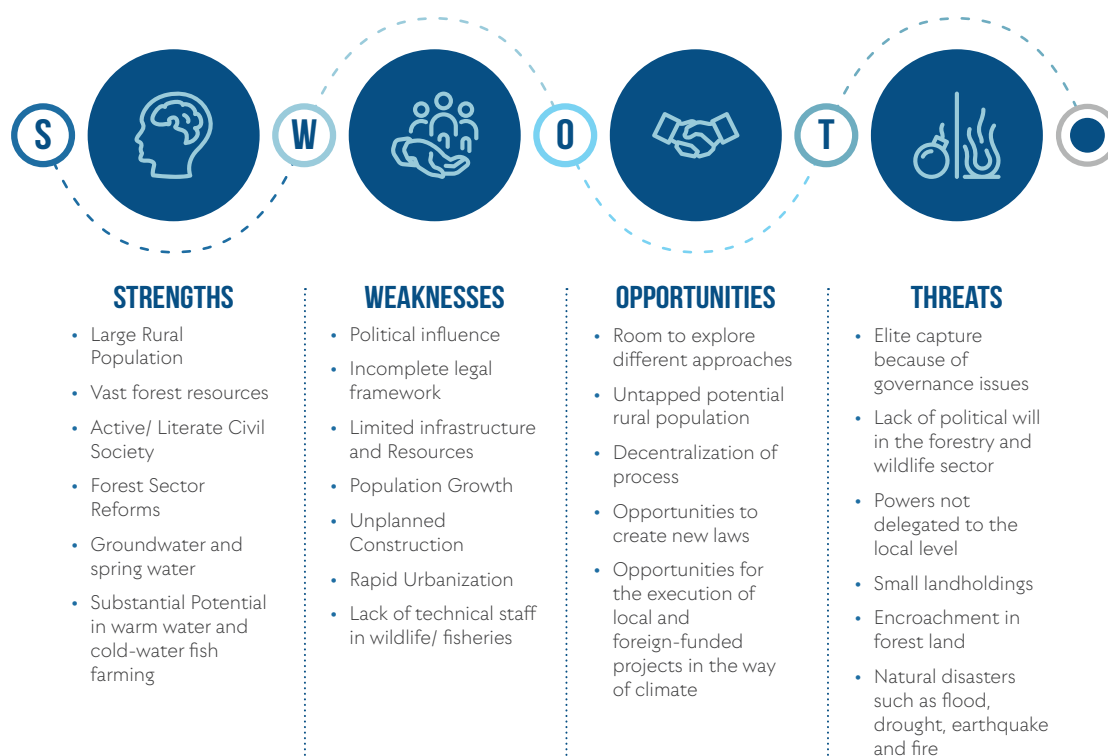 S
W
O
T
STRENGTHS
• Large Rural
Population
• Vast forest resources
• Active/ Literate Civil
Society
• Forest Sector
Reforms
• Groundwater and
spring water
• Substantial Potential
in warm water and
cold-water fish
farming
WEAKNESSES
• Political influence
• Incomplete legal
framework
• Limited infrastructure
and Resources
• Population Growth
• Unplanned
Construction
• Rapid Urbanization
• Lack of technical staff
in wildlife/ fisheries
OPPORTUNITIES
• Room to explore
different approaches
• Untapped potential
rural population
• Decentralization of
process
• Opportunities to
create new laws
• Opportunities for
the execution of
local and
foreign-funded
projects in the way
of climate
THREATS
• Elite capture
because of
governance issues
• Lack of political will
in the forestry and
wildlife sector
• Powers not
delegated to the
local level
• Small landholdings
• Encroachment in
forest land
• Natural disasters
such as flood,
drought, earthquake
and fire